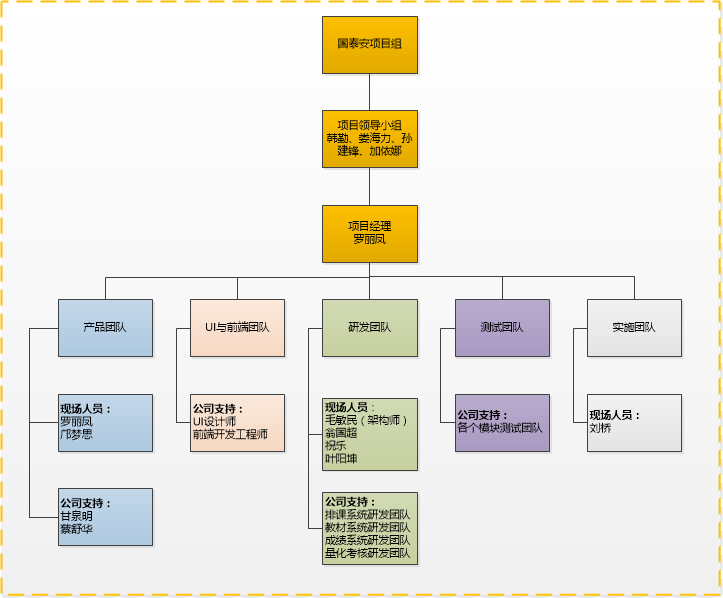 国泰安项目组
项目领导小组
韩勤、娄海力、孙
建锋、加依娜
项目经理
罗丽凤
产品团队
UI与前端团队
研发团队
测试团队
实施团队
现场人员：
罗丽凤
邝梦思
公司支持：
UI设计师
前端开发工程师
现场人员：
毛敏民（架构师）
翁国超
祝乐
叶阳坤
公司支持：
各个模块测试团队
现场人员：
刘桥
公司支持：
甘泉明
蔡舒华
公司支持：
排课系统研发团队
教材系统研发团队
成绩系统研发团队
量化考核研发团队